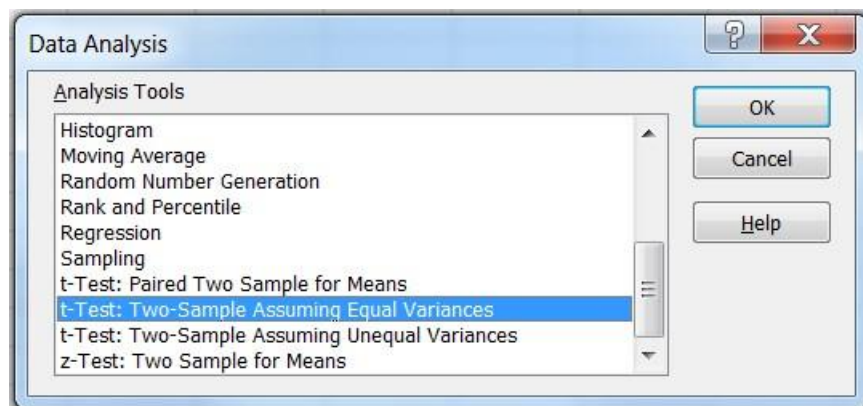 Data Analysis
Analysis Tools
Histogram
Moving Average
Random Number Generation
Rank and Percentile
Regression
Sampling
t-Test: Paired Two Sample for Means
t-Test: Two-Sample Assuming Equal Variances
t-Test: Two-Sample Assuming Unequal Variances
z-Test: Two Sample for Means
OK
Cancel
Help